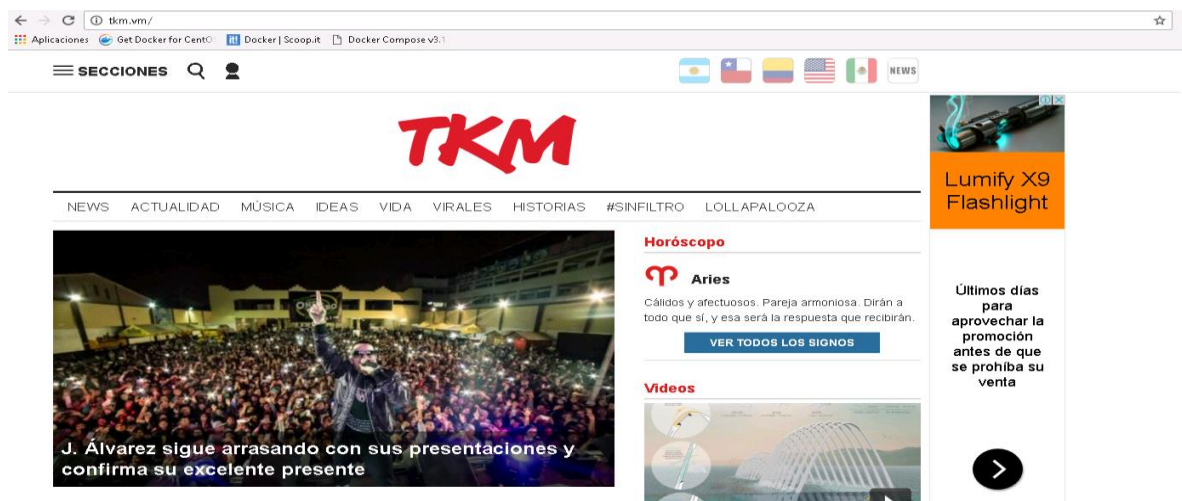 tkm.vm/
Aplicaciones Get Docker for CentO Docker | Scoop.it Docker Compose v3.
SECCIONES NEWS
TKM
NEWS ACTUALIDAD MÚSICA IDEAS VIDA VIRALES HISTORIAS #SINFILTRO LOLLAPALOOZA
J. Álvarez sigue arrasando con sus presentaciones y
confirma su excelente presente
Horóscopo
Aries
Cálidos y afectuosos. Pareja armoniosa. Dirán a
todo que sí, y esa será la respuesta que recibirán.
VER TODOS LOS SIGNOS
Videos
Lumify X9
Flashlight
Últimos días
para
aprovechar la
promoción
antes de que
se prohíba su
venta